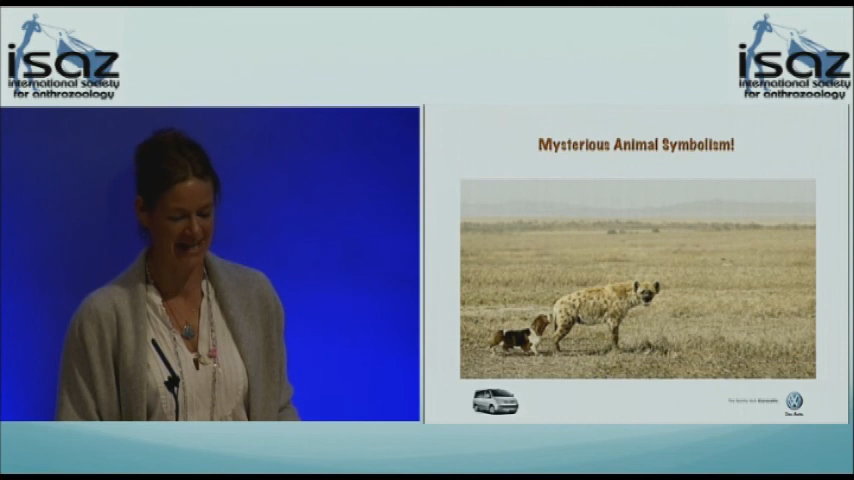 isaz
international society
for anthrozoology
isaz
international society
for anthrozoology
Mysterious Animal Symbolism!
Das Auto.